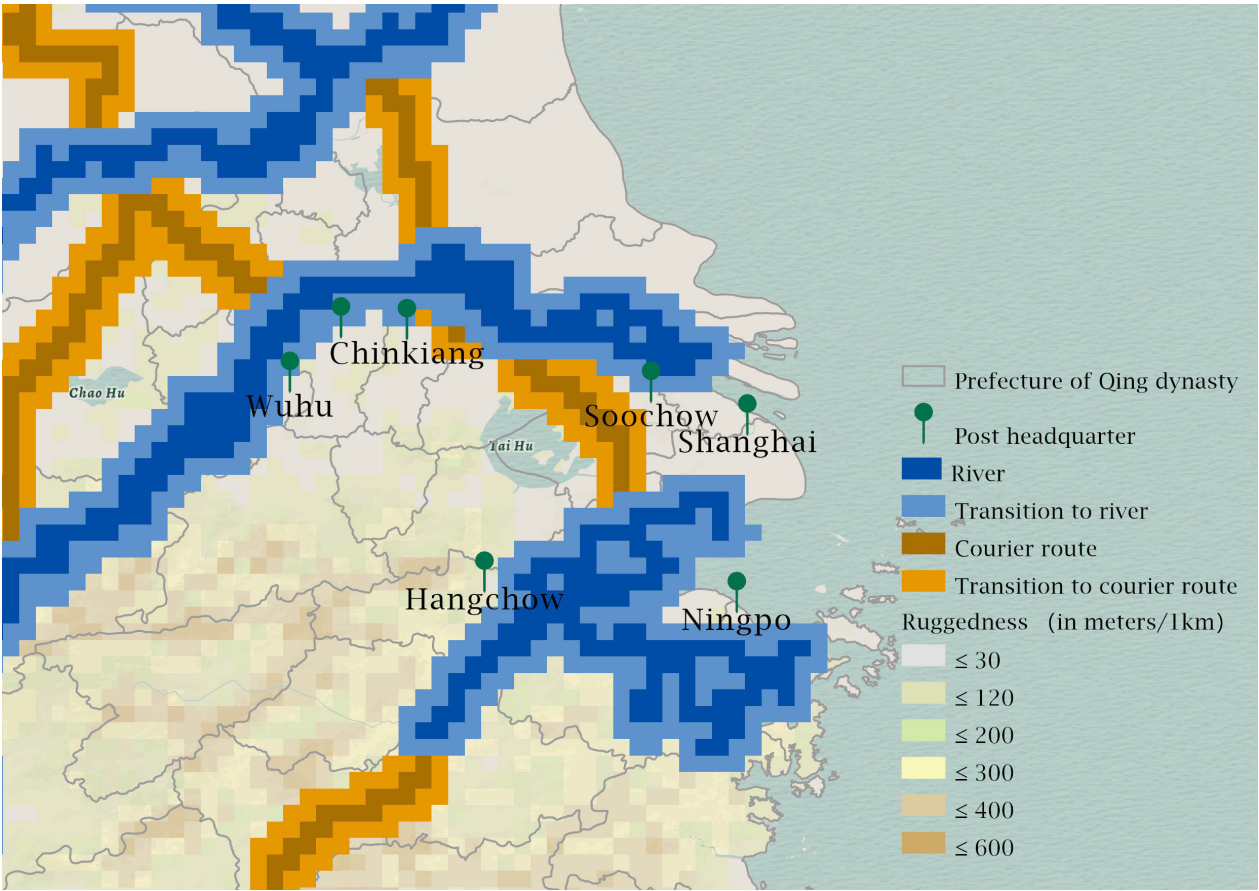 Chinkiang
Chao Hu
Wuhu
Soochow
Shanghai
Tai Hu
Hangchow
Ningpo
Prefecture of Qing dynasty
Post headquarter
River
Transition to river
Courier route
Transition to courier route
Ruggedness (in meters/1km)
≤ 30
≤ 120
≤ 200
≤ 300
≤ 400
≤ 600